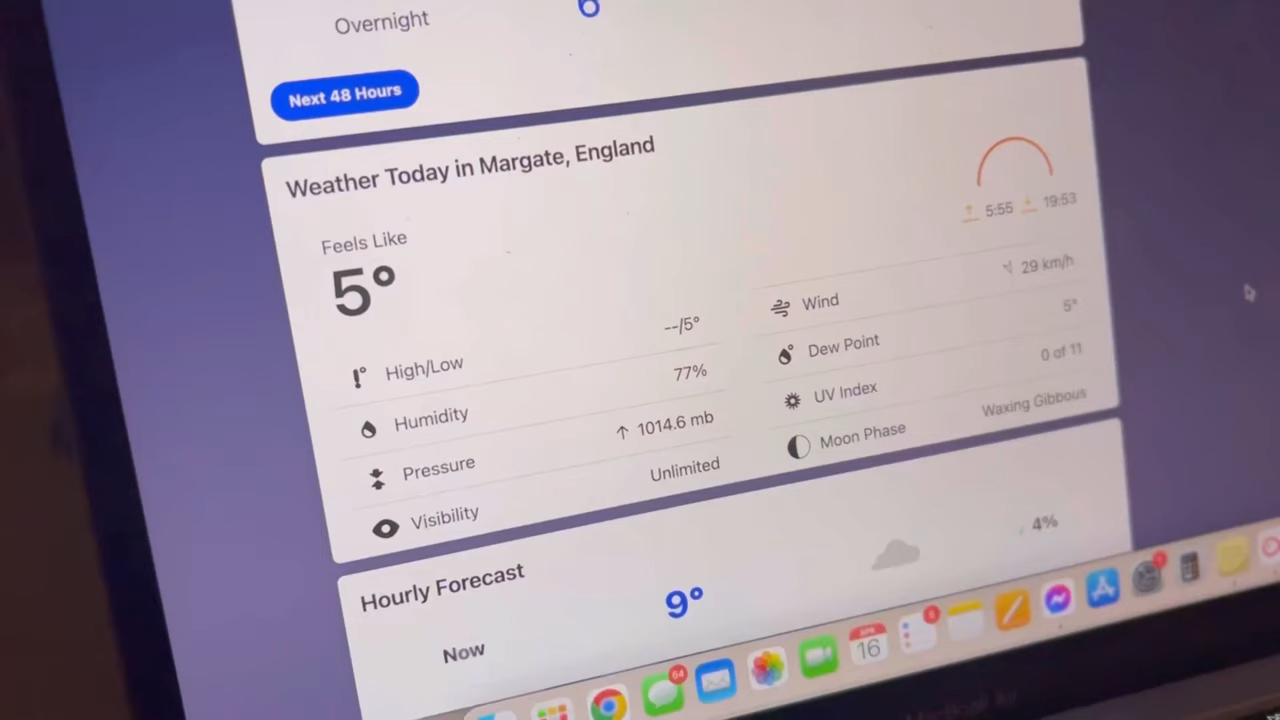 Overnight 6
Next 48 Hours
Weather Today in Margate, England
5:55 19:53
Feels Like
5°
High/Low --/5°
Humidity 77%
Pressure ↑ 1014.6 mb
Visibility Unlimited
Wind 29 km/h
Dew Point 5°
UV Index 0 of 11
Moon Phase Waxing Gibbous
Hourly Forecast
Now 9° 4%
64
APR
16